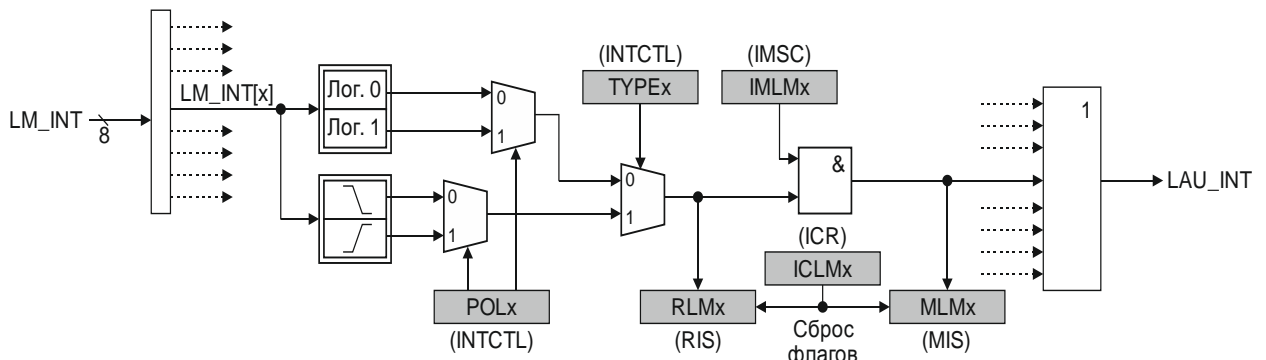 (INTCTL)
(IMSC)
TYPEx
IMLMx
LM_INT[x]
Лог. 0
0
1
LM_INT
8
Лог. 1
1
&
0
LAU_INT
0
1
1
(ICR)
ICLMx
POLx
RLMx
MLMx
(INTCTL)
(RIS)
Сброс
флагов
(MIS)